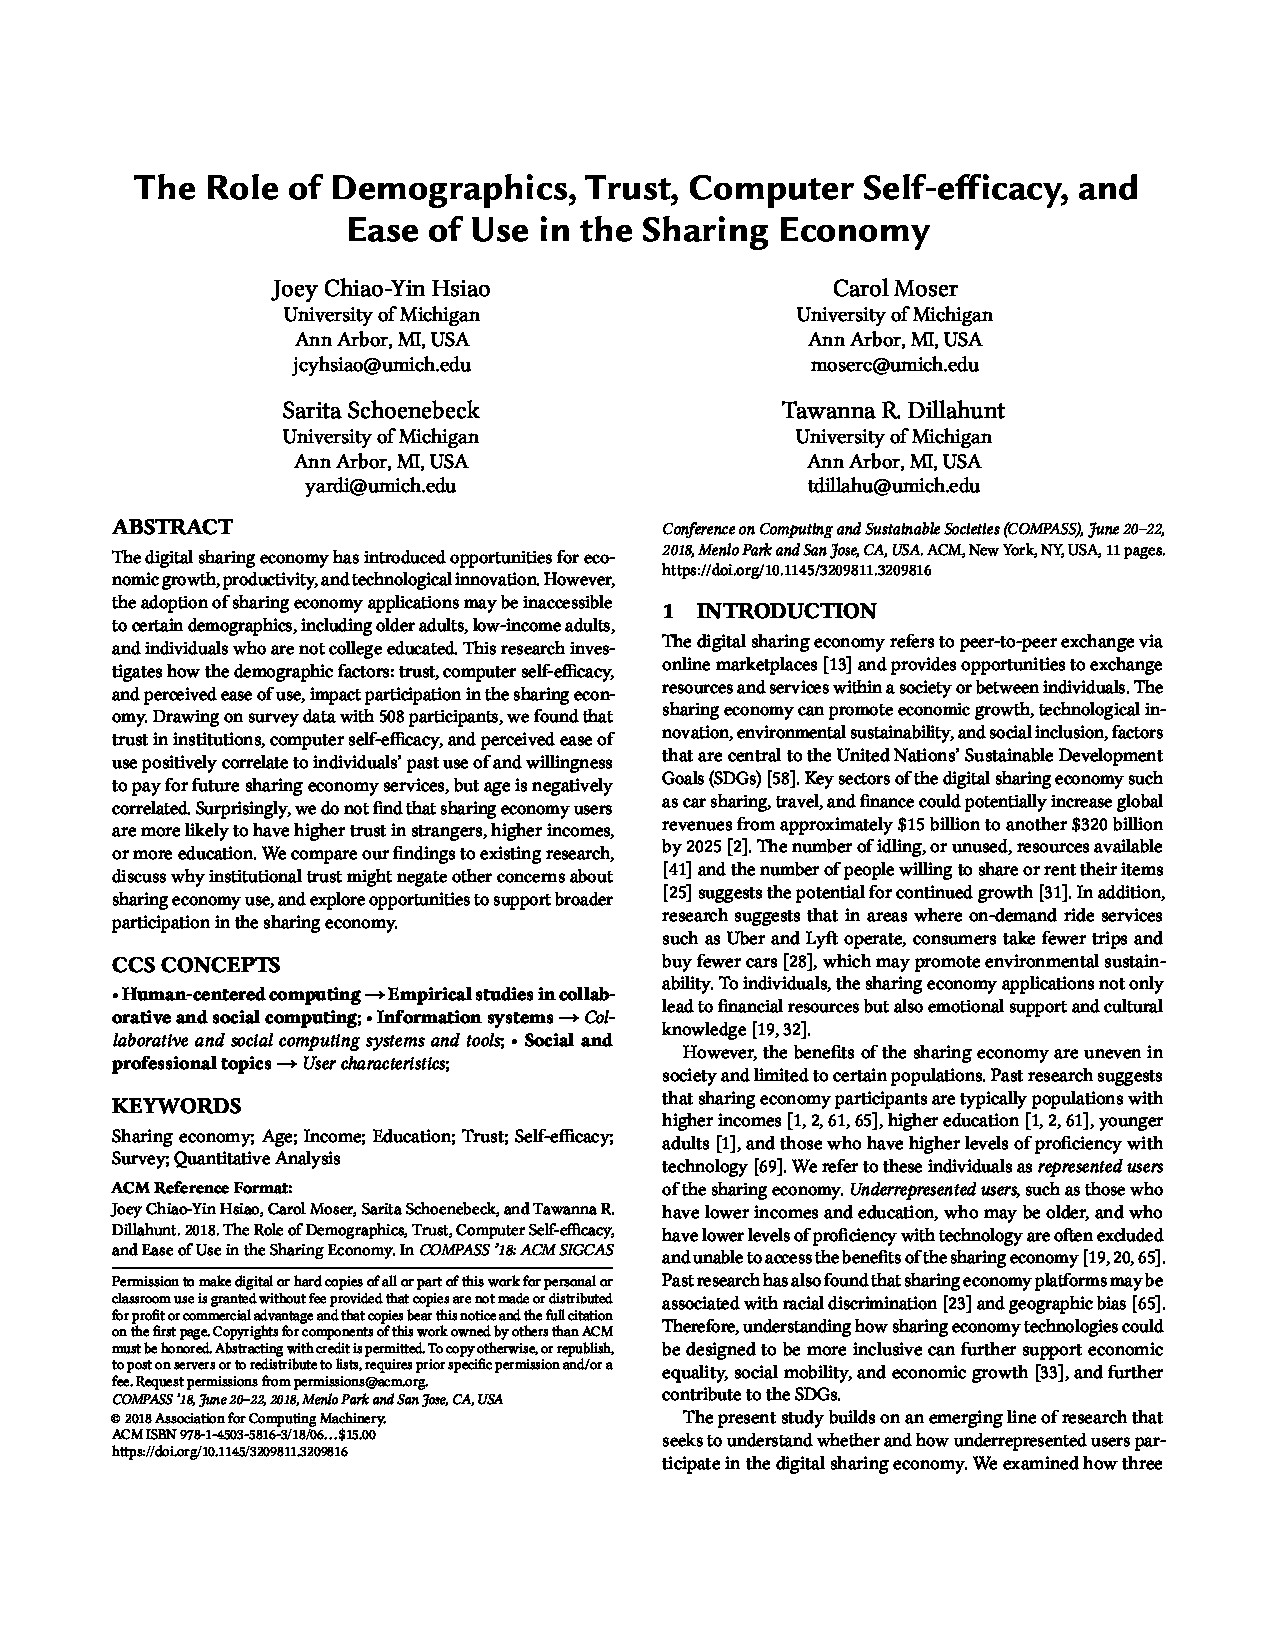 The Role of Demographics, Trust, Computer Self-efficacy, and
Ease of Use in the Sharing Economy
Joey Chiao-Yin Hsiao
University of Michigan
Ann Arbor, MI, USA
jcyhsiao@umich.edu
Carol Moser
University of Michigan
Ann Arbor, MI, USA
moserc@umich.edu
Sarita Schoenebeck
University of Michigan
Ann Arbor, MI, USA
yardi@umich.edu
Tawanna R. Dillahunt
University of Michigan
Ann Arbor, MI, USA
tdillahu@umich.edu
ABSTRACT
The digital sharing economy has introduced opportunities for eco-
nomic growth, productivity, and technological innovation. However,
the adoption of sharing economy applications may be inaccessible
to certain demographics, including older adults, low-income adults,
and individuals who are not college educated. This research inves-
tigates how the demographic factors: trust, computer self-efficacy,
and perceived ease of use, impact participation in the sharing econ-
omy. Drawing on survey data with 508 participants, we found that
trust in institutions, computer self-efficacy, and perceived ease of
use positively correlate to individuals' past use of and willingness
to pay for future sharing economy services, but age is negatively
correlated. Surprisingly, we do not find that sharing economy users
are more likely to have higher trust in strangers, higher incomes,
or more education. We compare our findings to existing research,
discuss why institutional trust might negate other concerns about
sharing economy use, and explore opportunities to support broader
participation in the sharing economy.
CCS CONCEPTS
• Human-centered computing → Empirical studies in collab-
orative and social computing; • Information systems → Col-
laborative and social computing systems and tools; • Social and
professional topics → User characteristics;
KEYWORDS
Sharing economy; Age; Income; Education; Trust; Self-efficacy;
Survey; Quantitative Analysis
ACM Reference Format:
Joey Chiao-Yin Hsiao, Carol Moser, Sarita Schoenebeck, and Tawanna R.
Dillahunt. 2018. The Role of Demographics, Trust, Computer Self-efficacy,
and Ease of Use in the Sharing Economy. In COMPASS '18: ACM SIGCAS
Permission to make digital or hard copies of all or part of this work for personal or
classroom use is granted without fee provided that copies are not made or distributed
for profit or commercial advantage and that copies bear this notice and the full citation
on the first page. Copyrights for components of this work owned by others than ACM
must be honored. Abstracting with credit is permitted. To copy otherwise, or republish,
to post on servers or to redistribute to lists, requires prior specific permission and/or a
fee. Request permissions from permissions@acm.org.
COMPASS '18, June 20–22, 2018, Menlo Park and San Jose, CA, USA
© 2018 Association for Computing Machinery.
ACM ISBN 978-1-4503-5816-3/18/06…$15.00
https://doi.org/10.1145/3209811.3209816
Conference on Computing and Sustainable Societies (COMPASS), June 20–22,
2018, Menlo Park and San Jose, CA, USA. ACM, New York, NY, USA, 11 pages.
https://doi.org/10.1145/3209811.3209816
1 INTRODUCTION
The digital sharing economy refers to peer-to-peer exchange via
online marketplaces [13] and provides opportunities to exchange
resources and services within a society or between individuals. The
sharing economy can promote economic growth, technological in-
novation, environmental sustainability, and social inclusion, factors
that are central to the United Nations' Sustainable Development
Goals (SDGs) [58]. Key sectors of the digital sharing economy such
as car sharing, travel, and finance could potentially increase global
revenues from approximately $15 billion to another $320 billion
by 2025 [2]. The number of idling, or unused, resources available
[41] and the number of people willing to share or rent their items
[25] suggests the potential for continued growth [31]. In addition,
research suggests that in areas where on-demand ride services
such as Uber and Lyft operate, consumers take fewer trips and
buy fewer cars [28], which may promote environmental sustain-
ability. To individuals, the sharing economy applications not only
lead to financial resources but also emotional support and cultural
knowledge [19, 32].
However, the benefits of the sharing economy are uneven in
society and limited to certain populations. Past research suggests
that sharing economy participants are typically populations with
higher incomes [1, 2, 61, 65], higher education [1, 2, 61], younger
adults [1], and those who have higher levels of proficiency with
technology [69]. We refer to these individuals as represented users
of the sharing economy. Underrepresented users, such as those who
have lower incomes and education, who may be older, and who
have lower levels of proficiency with technology are often excluded
and unable to access the benefits of the sharing economy [19, 20, 65].
Past research has also found that sharing economy platforms may be
associated with racial discrimination [23] and geographic bias [65].
Therefore, understanding how sharing economy technologies could
be designed to be more inclusive can further support economic
equality, social mobility, and economic growth [33], and further
contribute to the SDGs.
The present study builds on an emerging line of research that
seeks to understand whether and how underrepresented users par-
ticipate in the digital sharing economy. We examined how three